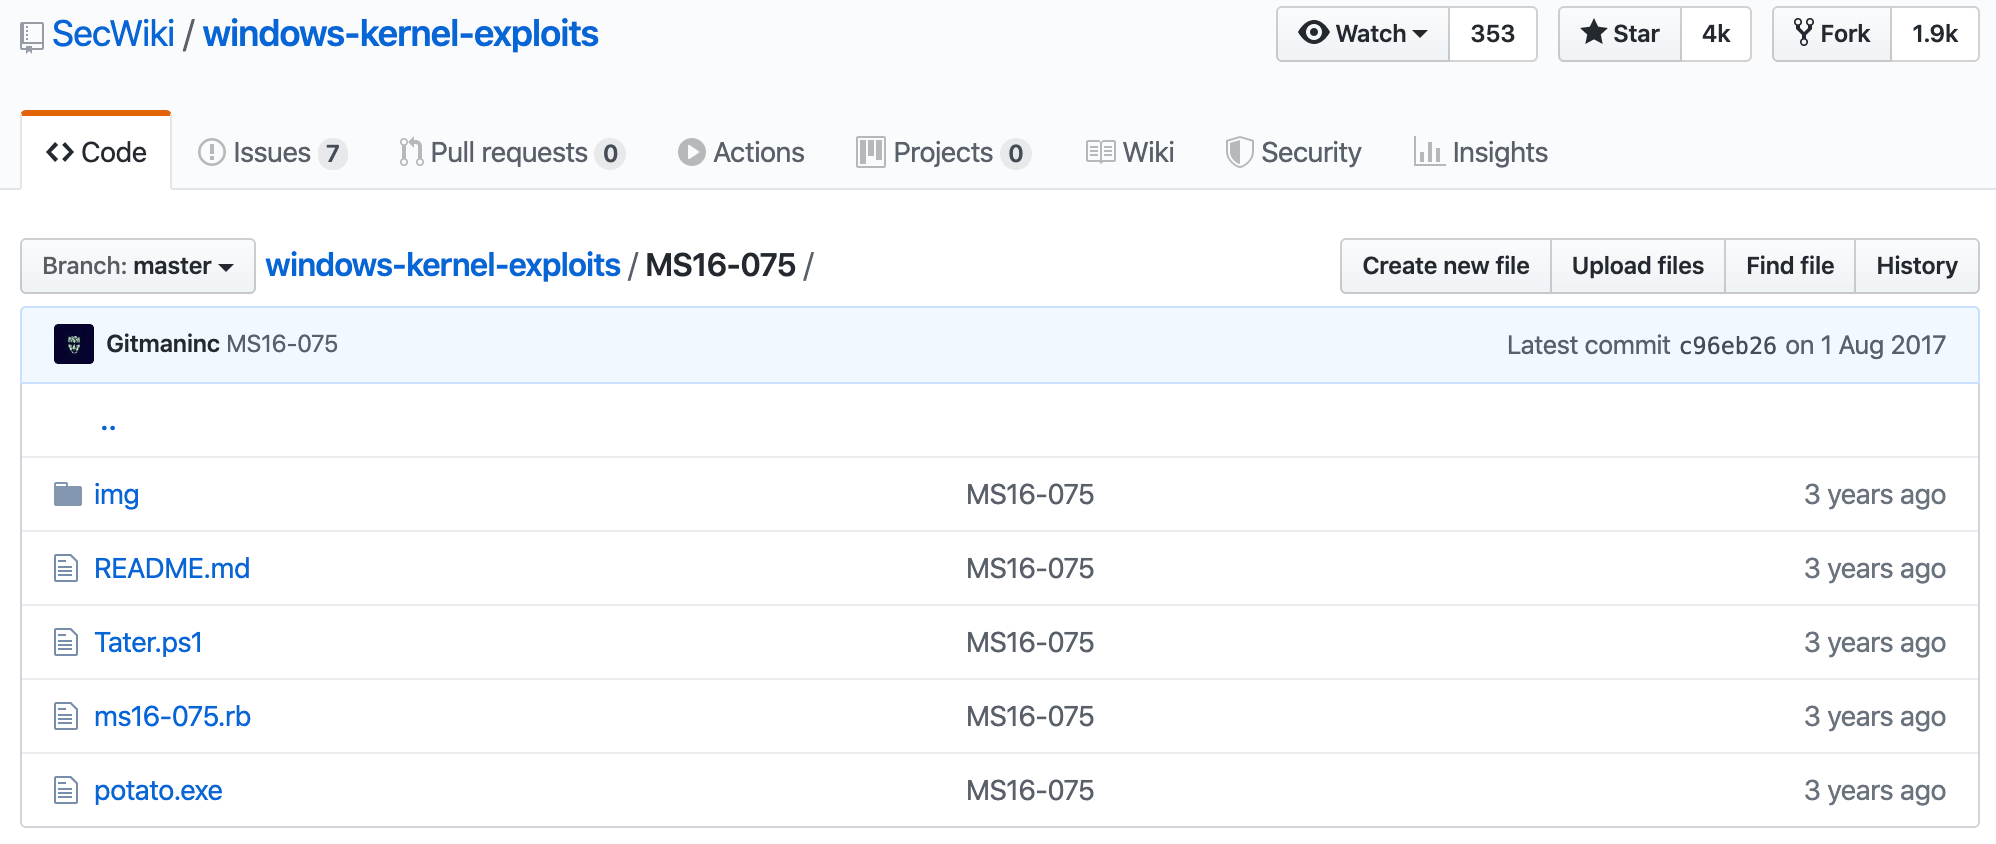 SecWiki / windows-kernel-exploits Watch 353 Star 4k Fork 1.9k
Code Issues 7 Pull requests 0 Actions Projects 0 Wiki Security Insights
Branch: master windows-kernel-exploits / MS16-075 / Create new file Upload files Find file History
Gitmaninc MS16-075 Latest commit c96eb26 on 1 Aug 2017
..
img MS16-075 3 years ago
README.md MS16-075 3 years ago
Tater.ps1 MS16-075 3 years ago
ms16-075.rb MS16-075 3 years ago
potato.exe MS16-075 3 years ago